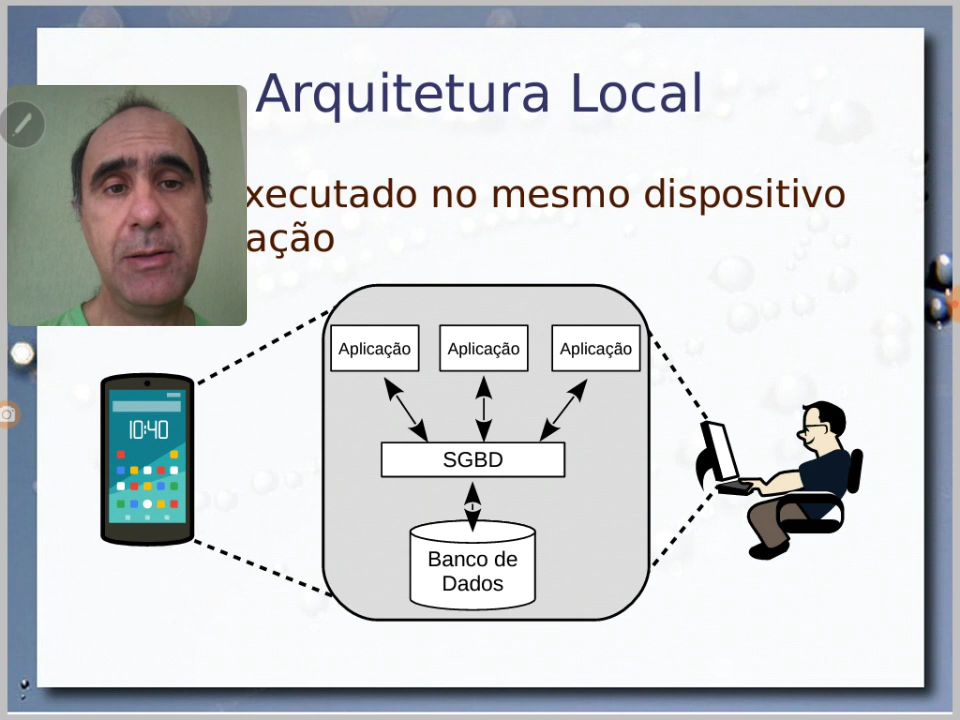 Arquitetura Local
xecutado no mesmo dispositivo
ação
Aplicação Aplicação Aplicação
10:40
SGBD
Banco de
Dados